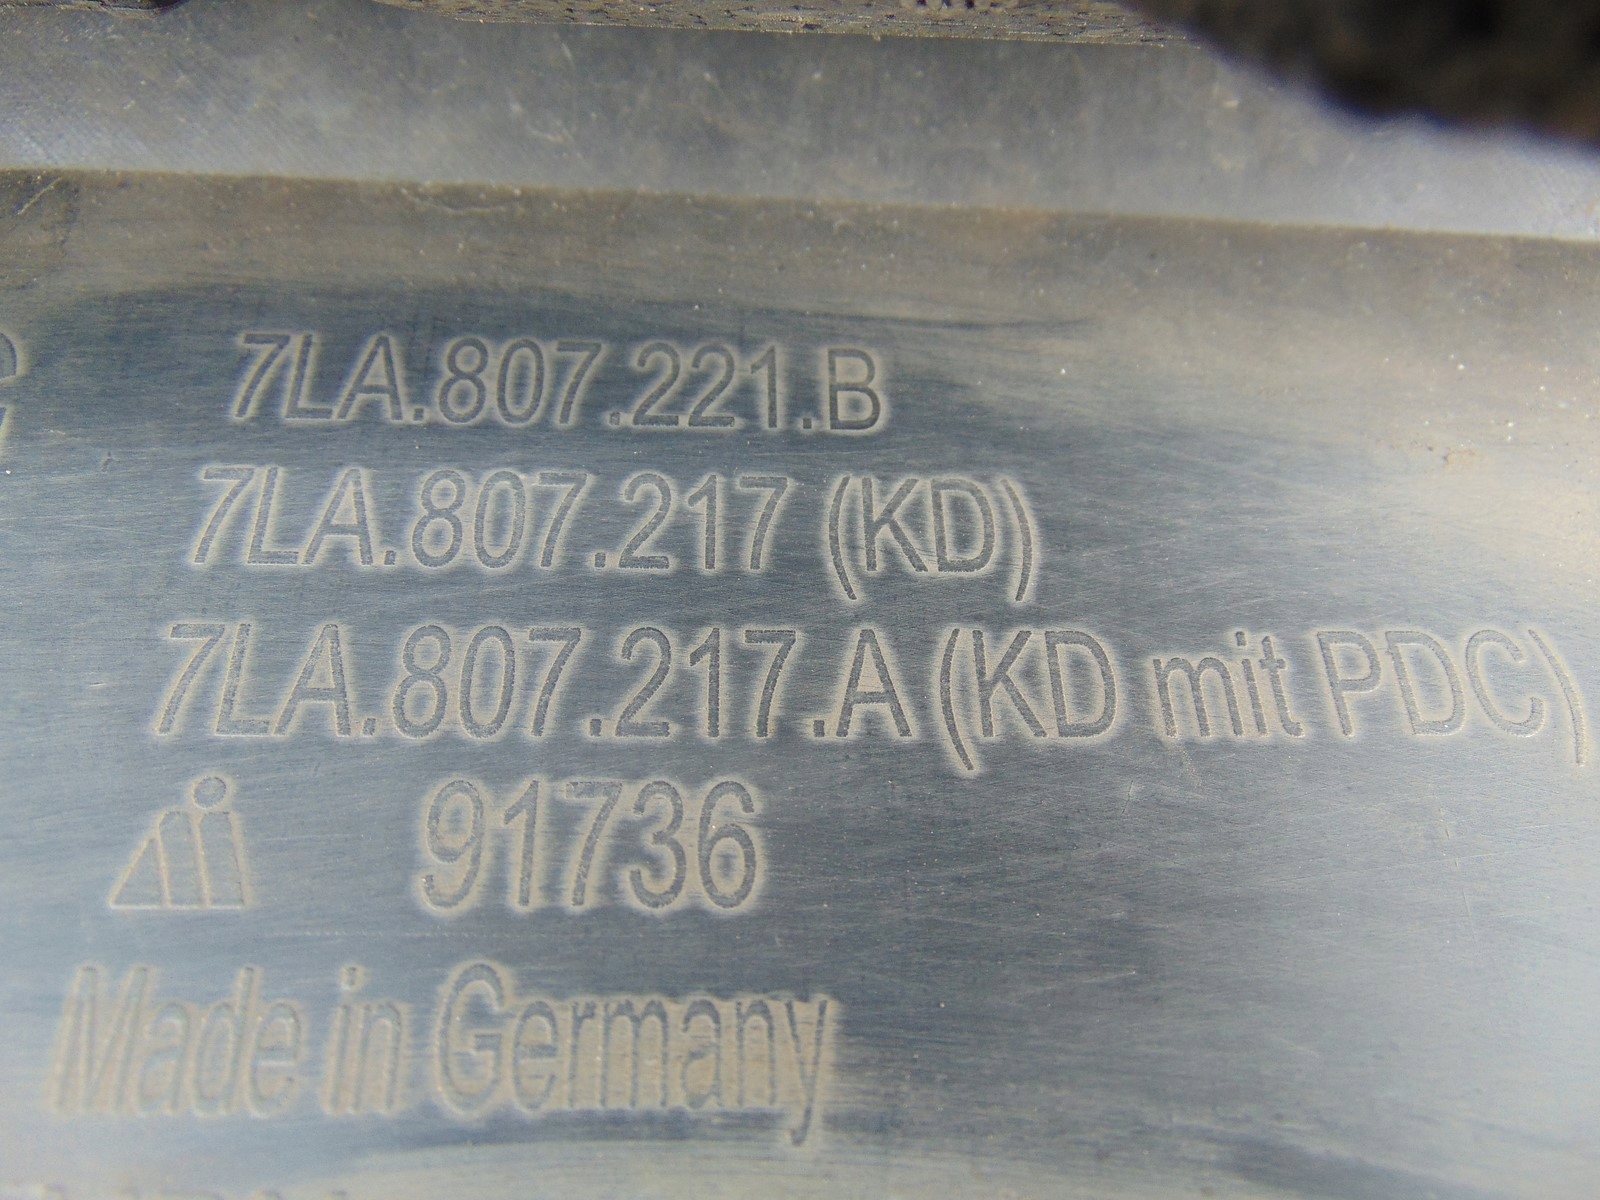 7LA.807.221.B
7LA.807.217 (KD)
7LA.807.217.A (KD mit PDC)
91736
Made in Germany